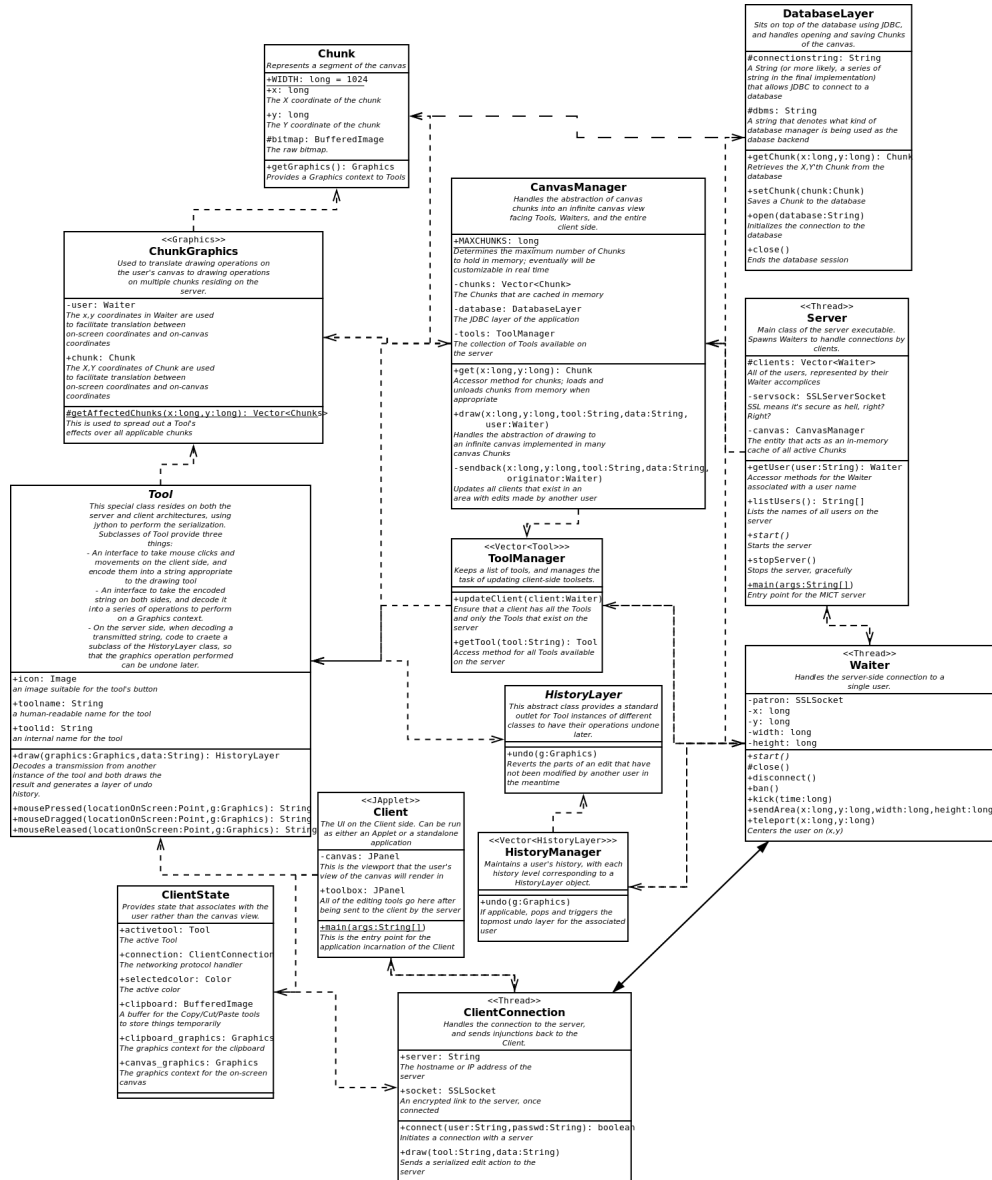 Chunk
Represents a segment of the canvas
+WIDTH: long = 1024
+x: long
The X coordinate of the chunk
+y: long
The Y coordinate of the chunk
#bitmap: BufferedImage
The raw bitmap.
+getGraphics(): Graphics
Provides a Graphics context to Tools
DatabaseLayer
Sits on top of the database using JDBC,
and handles opening and saving Chunks
of the canvas.
#connectionstring: String
A String (or more likely, a series of
string in the final implementation)
that allows JDBC to connect to a
database
#dbms: String
A string that denotes what kind of
database manager is being used as the
dabase backend
+getChunk(x:long,y:long): Chunk
Retrieves the X,Y'th Chunk from the
database
+setChunk(chunk:Chunk)
Saves a Chunk to the database
+open(database:String)
Initializes the connection to the
database
+close()
Ends the database session
CanvasManager
Handles the abstraction of canvas
chunks into an infinite canvas view
facing Tools, Waiters, and the entire
client side.
+MAXCHUNKS: long
Determines the maximum number of Chunks
to hold in memory; eventually will be
customizable in real time
-chunks: Vector<Chunk>
The Chunks that are cached in memory
-database: DatabaseLayer
The JDBC layer of the application
-tools: ToolManager
The collection of Tools available on
the server
+get(x:long,y:long): Chunk
Accessor method for chunks; loads and
unloads chunks from memory when
appropriate
+draw(x:long,y:long,tool:String,data:String,
user:Waiter)
Handles the abstraction of drawing to
an infinite canvas implemented in many
canvas Chunks
-sendback(x:long,y:long,tool:String,data:String,
originator:Waiter)
Updates all clients that exist in an
area with edits made by another user
<<Graphics>>
ChunkGraphics
Used to translate drawing operations on
the user's canvas to drawing operations
on multiple chunks residing on the
server.
-user: Waiter
The x,y coordinates in Waiter are used
to facilitate translation between
on-screen coordinates and on-canvas
coordinates
+chunk: Chunk
The X,Y coordinates of Chunk are used
to facilitate translation between
on-screen coordinates and on-canvas
coordinates
#getAffectedChunks(x:long,y:long): Vector<Chunks>
This is used to spread out a Tool's
effects over all applicable chunks
<<Thread>>
Server
Main class of the server executable.
Spawns Waiters to handle connections by
clients.
#clients: Vector<Waiter>
All of the users, represented by their
Waiter accomplices
-servsock: SSLServerSocket
SSL means it's secure as hell, right?
Right?
-canvas: CanvasManager
The entity that acts as an in-memory
cache of all active Chunks
+getUser(user:String): Waiter
Accessor methods for the Waiter
associated with a user name
+listUsers(): String[]
Lists the names of all users on the
server
+start()
Starts the server
+stopServer()
Stops the server, gracefully
+main(args:String[])
Entry point for the MICT server
Tool
This special class resides on both the
server and client architectures, using
jython to perform the serialization.
Subclasses of Tool provide three
things:
- An interface to take mouse clicks and
movements on the client side, and
encode them into a string appropriate
to the drawing tool
- An interface to take the encoded
string on both sides, and decode it
into a series of operations to perform
on a Graphics context.
- On the server side, when decoding a
transmitted string, code to craete a
subclass of the HistoryLayer class, so
that the graphics operation performed
can be undone later.
+icon: Image
an image suitable for the tool's button
+toolname: String
a human-readable name for the tool
+toolid: String
an internal name for the tool
+draw(graphics:Graphics,data:String): HistoryLayer
Decodes a transmission from another
instance of the tool and both draws the
result and generates a layer of undo
history.
+mousePressed(locationOnScreen:Point,g:Graphics): String
+mouseDragged(locationOnScreen:Point,g:Graphics): String
+mouseReleased(locationOnScreen:Point,g:Graphics): String
<<Vector<Tool>>>
ToolManager
Keeps a list of tools, and manages the
task of updating client-side toolsets.
+updateClient(client:Waiter)
Ensure that a client has all the Tools
and only the Tools that exist on the
server
+getTool(tool:String): Tool
Access method for all Tools available
on the server
<<Thread>>
Waiter
Handles the server-side connection to a
single user.
-patron: SSLSocket
-x: long
-y: long
-width: long
-height: long
+start()
#close()
+disconnect()
+ban()
+kick(time:long)
+sendArea(x:long,y:long,width:long,height:long
+teleport(x:long,y:long)
Centers the user on (x,y)
HistoryLayer
This abstract class provides a standard
outlet for Tool instances of different
classes to have their operations undone
later.
+undo(g:Graphics)
Reverts the parts of an edit that have
not been modified by another user in
the meantime
<<JApplet>>
Client
The UI on the Client side. Can be run
as either an Applet or a standalone
application
-canvas: JPanel
This is the viewport that the user's
view of the canvas will render in
+toolbox: JPanel
All of the editing tools go here after
being sent to the client by the server
+main(args:String[])
This is the entry point for the
application incarnation of the Client
<<Vector<HistoryLayer>>>
HistoryManager
Maintains a user's history, with each
history level corresponding to a
HistoryLayer object.
+undo(g:Graphics)
If applicable, pops and triggers the
topmost undo layer for the associated
user
ClientState
Provides state that associates with the
user rather than the canvas view.
+activetool: Tool
The active Tool
+connection: ClientConnection
The networking protocol handler
+selectedcolor: Color
The active color
+clipboard: BufferedImage
A buffer for the Copy/Cut/Paste tools
to store things temporarily
+clipboard_graphics: Graphics
The graphics context for the clipboard
+canvas_graphics: Graphics
The graphics context for the on-screen
canvas
<<Thread>>
ClientConnection
Handles the connection to the server,
and sends injunctions back to the
Client.
+server: String
The hostname or IP address of the
server
+socket: SSLSocket
An encrypted link to the server, once
connected
+connect(user:String,passwd:String): boolean
Initiates a connection with a server
+draw(tool:String,data:String)
Sends a serialized edit action to the
server